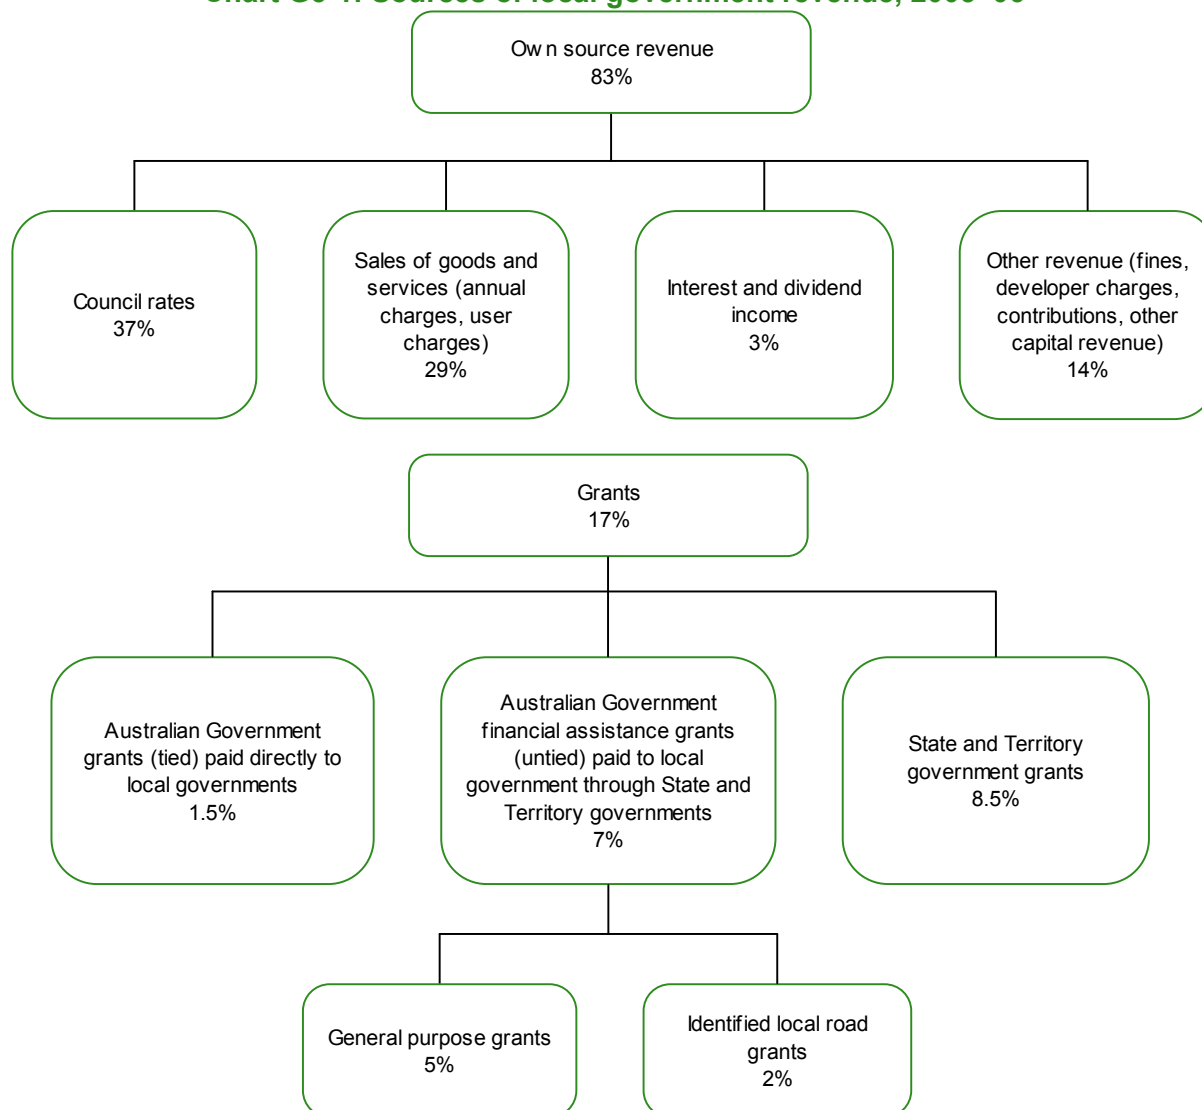 Own source revenue
83%
Council rates
37%
Sales of goods and
services (annual
charges, user
charges)
29%
Interest and dividend
income
3%
Other revenue (fines,
developer charges,
contributions, other
capital revenue)
14%
Grants
17%
Australian Government
grants (tied) paid directly to
local governments
1.5%
Australian Government
financial assistance grants
(untied) paid to local
government through State and
Territory governments
7%
State and Territory
government grants
8.5%
General purpose grants
5%
Identified local road
grants
2%